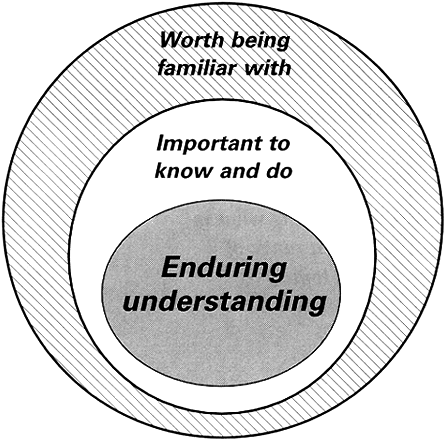 Worth being
familiar with
Important to
know and do
Enduring
understanding